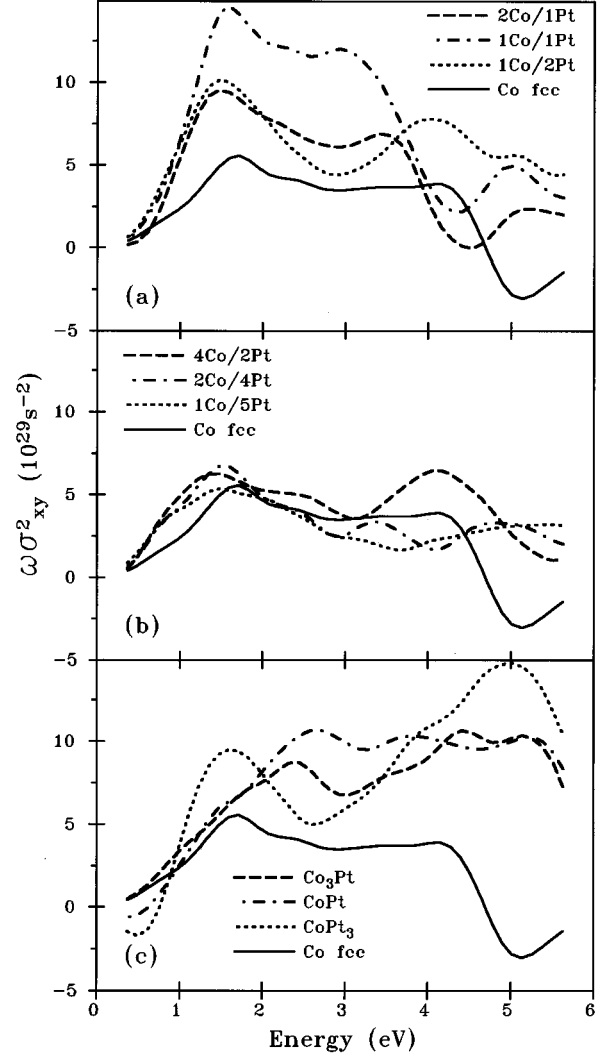 2Co/1Pt
1Co/1Pt
1Co/2Pt
Co fcc
10
5
0
(a)
-5
4Co/2Pt
2Co/4Pt
1Co/5Pt
Co fcc
10
5
0
(b)
ωσ²xy (10²⁹s⁻²)
-5
10
5
0
Co₃Pt
CoPt
CoPt₃
Co fcc
(c)
-5
0 1 2 3 4 5 6
Energy (eV)